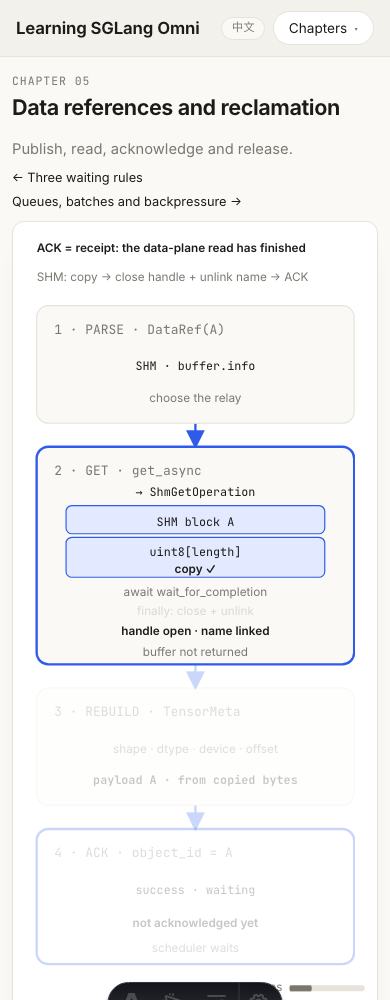 Learning SGLang Omni
中文
Chapters
CHAPTER 05
Data references and reclamation
Publish, read, acknowledge and release.
← Three waiting rules
Queues, batches and backpressure →
ACK = receipt: the data-plane read has finished
SHM: copy → close handle + unlink name → ACK
1 · PARSE · DataRef(A)
SHM · buffer.info
choose the relay
2 · GET · get_async
→ ShmGetOperation
SHM block A
uint8[length]
copy ✓
await wait_for_completion
finally: close + unlink
handle open · name linked
buffer not returned
3 · REBUILD · TensorMeta
shape · dtype · device · offset
payload A · from copied bytes
4 · ACK · object_id = A
success · waiting
not acknowledged yet
scheduler waits